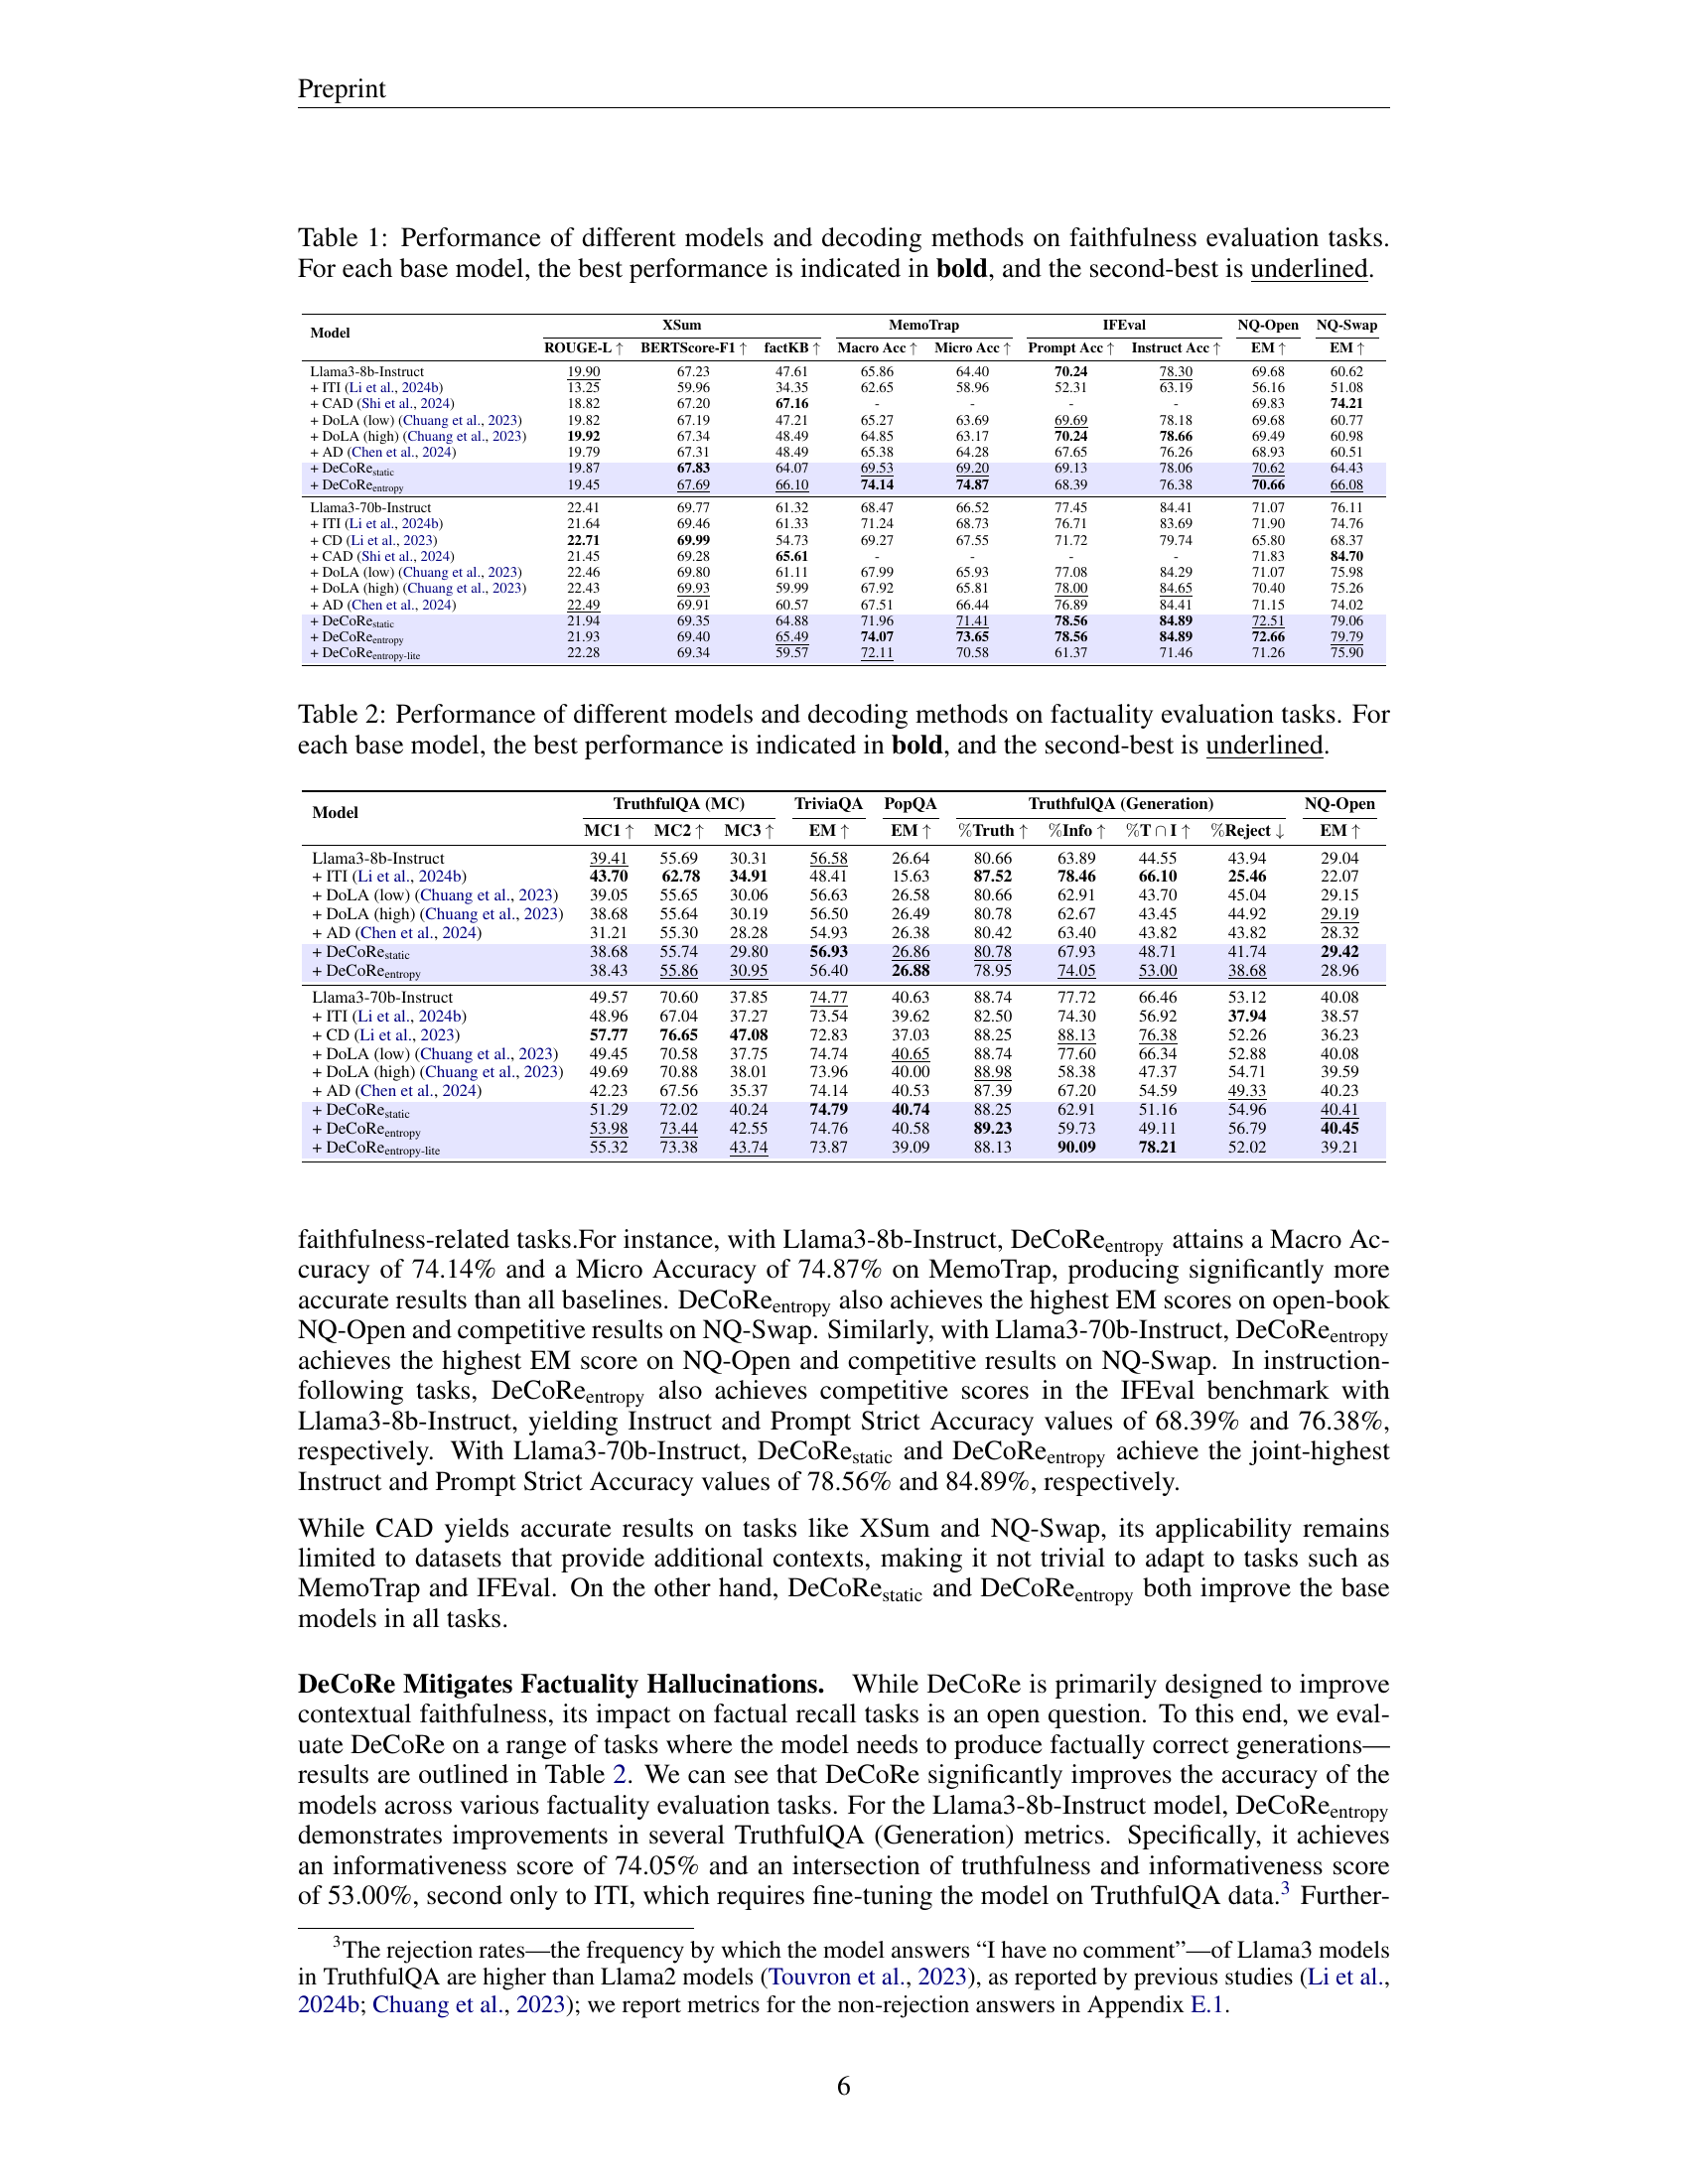 Preprint
Table 1: Performance of different models and decoding methods on faithfulness evaluation tasks.
For each base model, the best performance is indicated in bold, and the second-best is underlined.
Model XSum MemoTrap IFEval NQ-Open NQ-Swap
ROUGE-L ↑ BERTScore-F1 ↑ factKB ↑ Macro Acc ↑ Micro Acc ↑ Prompt Acc ↑ Instruct Acc ↑ EM ↑ EM ↑
Llama3-8b-Instruct 19.90 67.23 47.61 65.86 64.40 70.24 78.30 69.68 60.62
+ ITI (Li et al., 2024b) 13.25 59.96 34.35 62.65 58.96 52.31 63.19 56.16 51.08
+ CAD (Shi et al., 2024) 18.82 67.20 67.16 - - - - 69.83 74.21
+ DoLA (low) (Chuang et al., 2023) 19.82 67.19 47.21 65.27 63.69 69.69 78.18 69.68 60.77
+ DoLA (high) (Chuang et al., 2023) 19.92 67.34 48.49 64.85 63.17 70.24 78.66 69.49 60.98
+ AD (Chen et al., 2024) 19.79 67.31 48.49 65.38 64.28 67.65 76.26 68.93 60.51
+ DeCoRe static 19.87 67.83 64.07 69.53 69.20 69.13 78.06 70.62 64.43
+ DeCoRe entropy 19.45 67.69 66.10 74.14 74.87 68.39 76.38 70.66 66.08
Llama3-70b-Instruct 22.41 69.77 61.32 68.47 66.52 77.45 84.41 71.07 76.11
+ ITI (Li et al., 2024b) 21.64 69.46 61.33 71.24 68.73 76.71 83.69 71.90 74.76
+ CD (Li et al., 2023) 22.71 69.99 54.73 69.27 67.55 71.72 79.74 65.80 68.37
+ CAD (Shi et al., 2024) 21.45 69.28 65.61 - - - - 71.83 84.70
+ DoLA (low) (Chuang et al., 2023) 22.46 69.80 61.11 67.99 65.93 77.08 84.29 71.07 75.98
+ DoLA (high) (Chuang et al., 2023) 22.43 69.93 59.99 67.92 65.81 78.00 84.65 70.40 75.26
+ AD (Chen et al., 2024) 22.49 69.91 60.57 67.51 66.44 76.89 84.41 71.15 74.02
+ DeCoRe static 21.94 69.35 64.88 71.96 71.41 78.56 84.89 72.51 79.06
+ DeCoRe entropy 21.93 69.40 65.49 74.07 73.65 78.56 84.89 72.66 79.79
+ DeCoRe entropy-lite 22.28 69.34 59.57 72.11 70.58 61.37 71.46 71.26 75.90
Table 2: Performance of different models and decoding methods on factuality evaluation tasks. For
each base model, the best performance is indicated in bold, and the second-best is underlined.
Model TruthfulQA (MC) TriviaQA PopQA TruthfulQA (Generation) NQ-Open
MC1 ↑ MC2 ↑ MC3 ↑ EM ↑ EM ↑ %Truth ↑ %Info ↑ %T ∩ I ↑ %Reject ↓ EM ↑
Llama3-8b-Instruct 39.41 55.69 30.31 56.58 26.64 80.66 63.89 44.55 43.94 29.04
+ ITI (Li et al., 2024b) 43.70 62.78 34.91 48.41 15.63 87.52 78.46 66.10 25.46 22.07
+ DoLA (low) (Chuang et al., 2023) 39.05 55.65 30.06 56.63 26.58 80.66 62.91 43.70 45.04 29.15
+ DoLA (high) (Chuang et al., 2023) 38.68 55.64 30.19 56.50 26.49 80.78 62.67 43.45 44.92 29.19
+ AD (Chen et al., 2024) 31.21 55.30 28.28 54.93 26.38 80.42 63.40 43.82 43.82 28.32
+ DeCoRe static 38.68 55.74 29.80 56.93 26.86 80.78 67.93 48.71 41.74 29.42
+ DeCoRe entropy 38.43 55.86 30.95 56.40 26.88 78.95 74.05 53.00 38.68 28.96
Llama3-70b-Instruct 49.57 70.60 37.85 74.77 40.63 88.74 77.72 66.46 53.12 40.08
+ ITI (Li et al., 2024b) 48.96 67.04 37.27 73.54 39.62 82.50 74.30 56.92 37.94 38.57
+ CD (Li et al., 2023) 57.77 76.65 47.08 72.83 37.03 88.25 88.13 76.38 52.26 36.23
+ DoLA (low) (Chuang et al., 2023) 49.45 70.58 37.75 74.74 40.65 88.74 77.60 66.34 52.88 40.08
+ DoLA (high) (Chuang et al., 2023) 49.69 70.88 38.01 73.96 40.00 88.98 58.38 47.37 54.71 39.59
+ AD (Chen et al., 2024) 42.23 67.56 35.37 74.14 40.53 87.39 67.20 54.59 49.33 40.23
+ DeCoRe static 51.29 72.02 40.24 74.79 40.74 88.25 62.91 51.16 54.96 40.41
+ DeCoRe entropy 53.98 73.44 42.55 74.76 40.58 89.23 59.73 49.11 56.79 40.45
+ DeCoRe entropy-lite 55.32 73.38 43.74 73.87 39.09 88.13 90.09 78.21 52.02 39.21
faithfulness-related tasks.For instance, with Llama3-8b-Instruct, DeCoRe entropy attains a Macro Ac-
curacy of 74.14% and a Micro Accuracy of 74.87% on MemoTrap, producing significantly more
accurate results than all baselines. DeCoRe entropy also achieves the highest EM scores on open-book
NQ-Open and competitive results on NQ-Swap. Similarly, with Llama3-70b-Instruct, DeCoRe entropy
achieves the highest EM score on NQ-Open and competitive results on NQ-Swap. In instruction-
following tasks, DeCoRe entropy also achieves competitive scores in the IFEval benchmark with
Llama3-8b-Instruct, yielding Instruct and Prompt Strict Accuracy values of 68.39% and 76.38%,
respectively. With Llama3-70b-Instruct, DeCoRe static and DeCoRe entropy achieve the joint-highest
Instruct and Prompt Strict Accuracy values of 78.56% and 84.89%, respectively.
While CAD yields accurate results on tasks like XSum and NQ-Swap, its applicability remains
limited to datasets that provide additional contexts, making it not trivial to adapt to tasks such as
MemoTrap and IFEval. On the other hand, DeCoRe static and DeCoRe entropy both improve the base
models in all tasks.
DeCoRe Mitigates Factuality Hallucinations. While DeCoRe is primarily designed to improve
contextual faithfulness, its impact on factual recall tasks is an open question. To this end, we eval-
uate DeCoRe on a range of tasks where the model needs to produce factually correct generations—
results are outlined in Table 2. We can see that DeCoRe significantly improves the accuracy of the
models across various factuality evaluation tasks. For the Llama3-8b-Instruct model, DeCoRe entropy
demonstrates improvements in several TruthfulQA (Generation) metrics. Specifically, it achieves
an informativeness score of 74.05% and an intersection of truthfulness and informativeness score
of 53.00%, second only to ITI, which requires fine-tuning the model on TruthfulQA data.3 Further-
3The rejection rates—the frequency by which the model answers “I have no comment”—of Llama3 models
in TruthfulQA are higher than Llama2 models (Touvron et al., 2023), as reported by previous studies (Li et al.,
2024b; Chuang et al., 2023); we report metrics for the non-rejection answers in Appendix E.1.
6